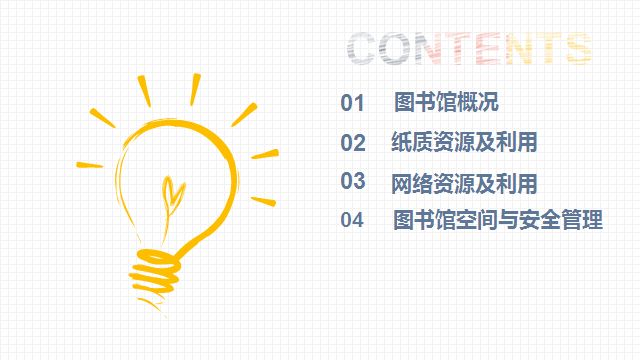 CONTENTS
01 图书馆概况
02 纸质资源及利用
03 网络资源及利用
04 图书馆空间与安全管理